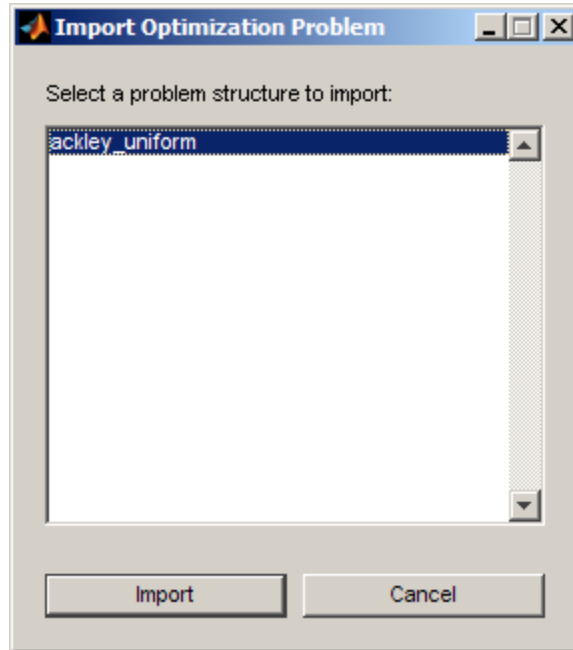 Import Optimization Problem
Select a problem structure to import:
ackley_uniform
Import
Cancel